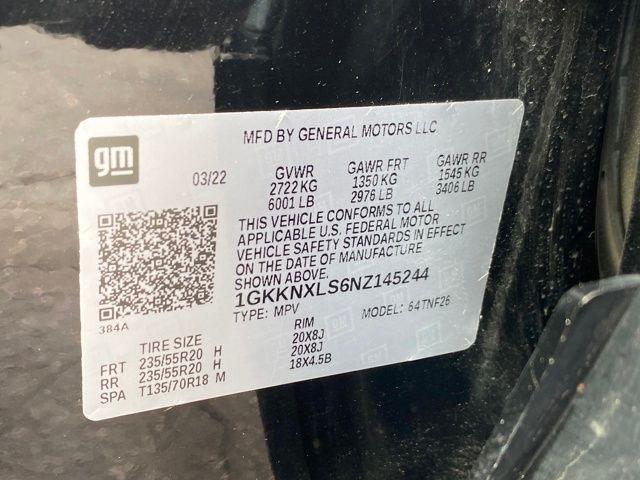 MFD BY GENERAL MOTORS LLC
gm
03/22
GVWR GAWR FRT GAWR RR
2722 KG 1350 KG 1545 KG
6001 LB 2976 LB 3406 LB
THIS VEHICLE CONFORMS TO ALL
APPLICABLE U.S. FEDERAL MOTOR
VEHICLE SAFETY STANDARDS IN EFFECT
ON THE DATE OF MANUFACTURE
SHOWN ABOVE.
1GKKNXLS6NZ145244
TYPE: MPV MODEL: 64TNF26
384A
TIRE SIZE RIM
FRT 235/55R20 H 20X8J
RR 235/55R20 H 20X8J
SPA T135/70R18 M 18X4.5B